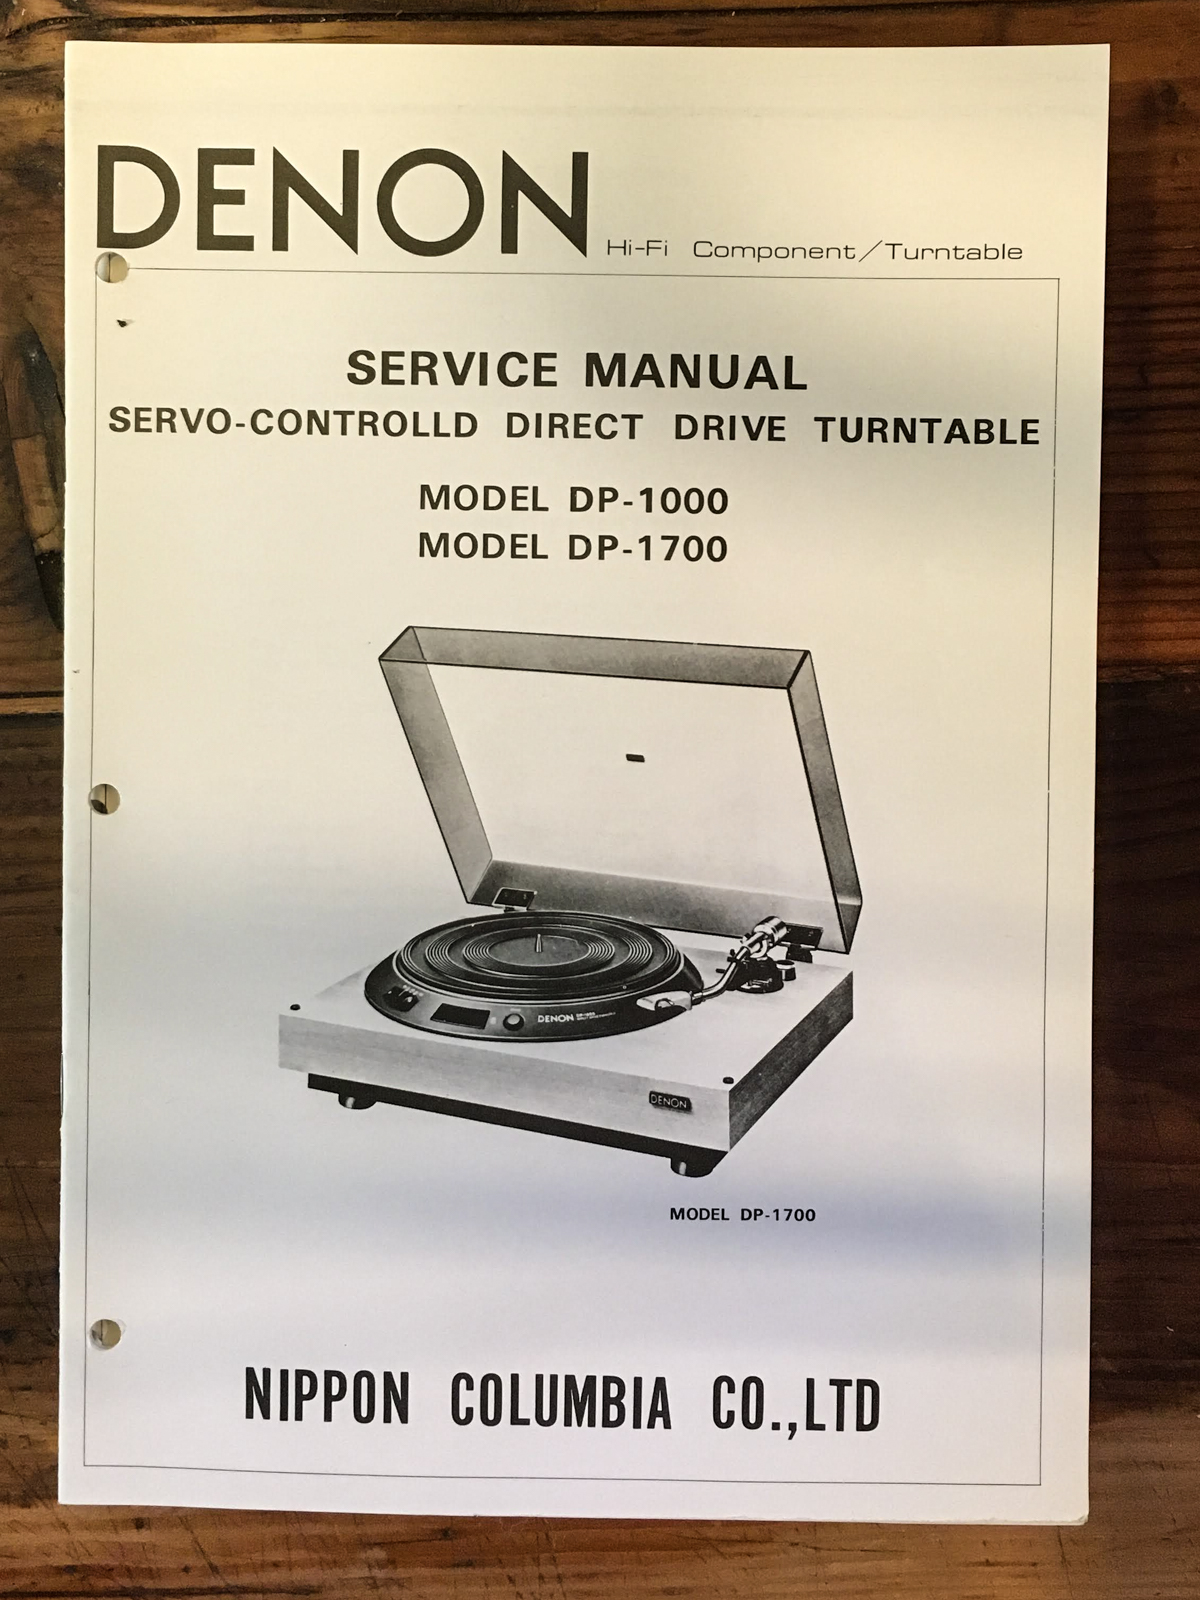 DENON
Hi-Fi Component/Turntable
SERVICE MANUAL
SERVO-CONTROLLD DIRECT DRIVE TURNTABLE
MODEL DP-1000
MODEL DP-1700
DENON
DENON
MODEL DP-1700
NIPPON COLUMBIA CO.,LTD